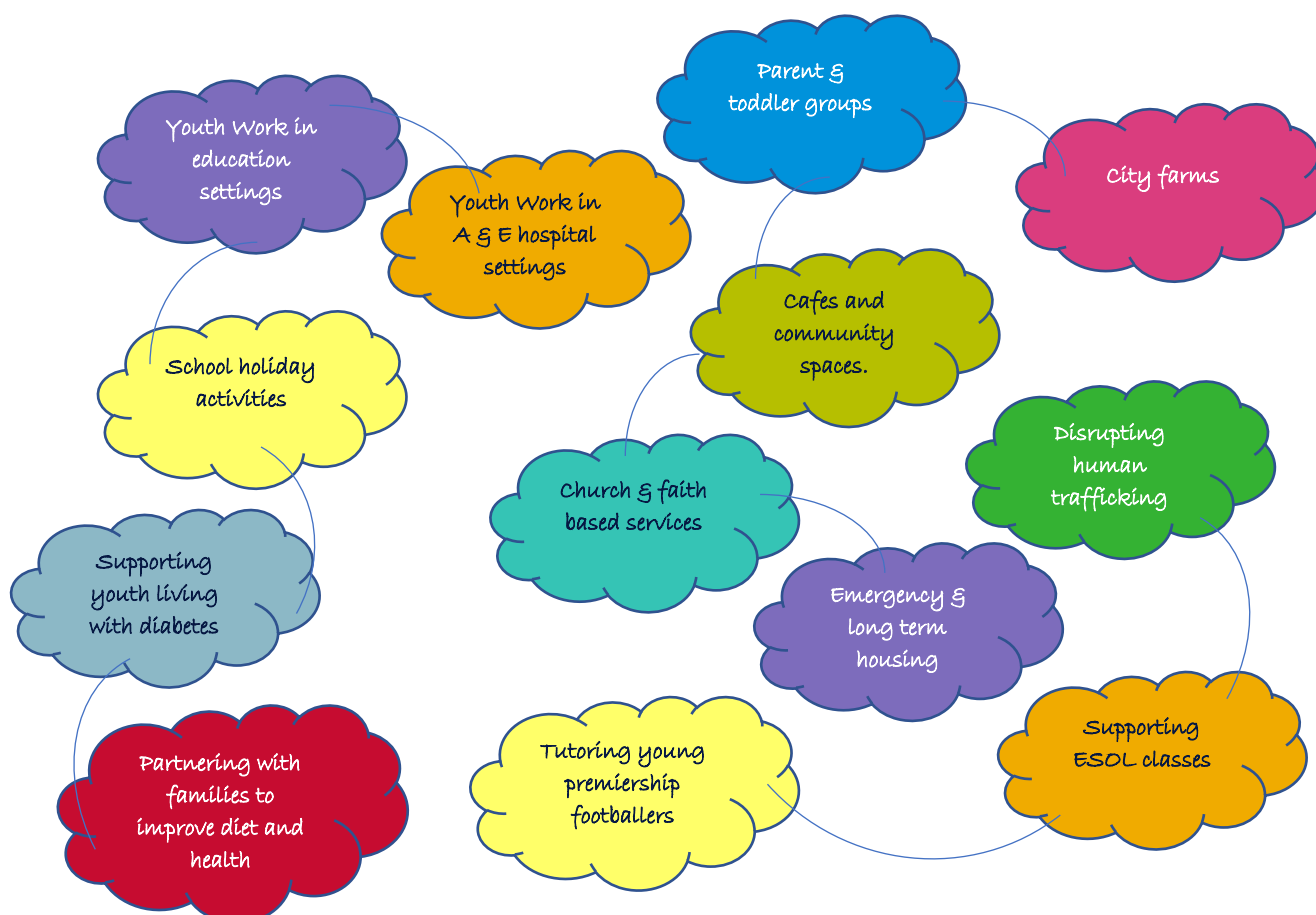 Parent &
toddler groups
Youth Work in
education
settings
City farms
Youth Work in
A & E hospital
settings
Cafes and
community
spaces.
School holiday
activities
Disrupting
human
trafficking
Church & faith
based services
Supporting
youth living
with diabetes
Emergency &
long term
housing
Supporting
ESOL classes
Tutoring young
premiership
footballers
Partnering with
families to
improve diet and
health